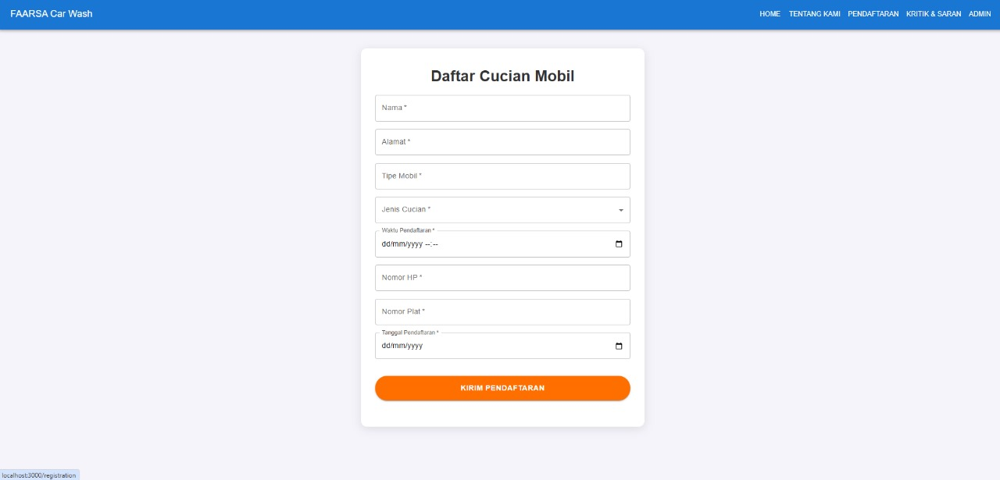 FAARSA Car Wash
HOME TENTANG KAMI PENDAFTARAN KRITIK & SARAN ADMIN
Daftar Cucian Mobil
Nama *
Alamat *
Tipe Mobil *
Jenis Cucian *
Waktu Pendaftaran *
dd/mm/yyyy --:--
Nomor HP *
Nomor Plat *
Tanggal Pendaftaran *
dd/mm/yyyy
KIRIM PENDAFTARAN
localhost:3000/registration